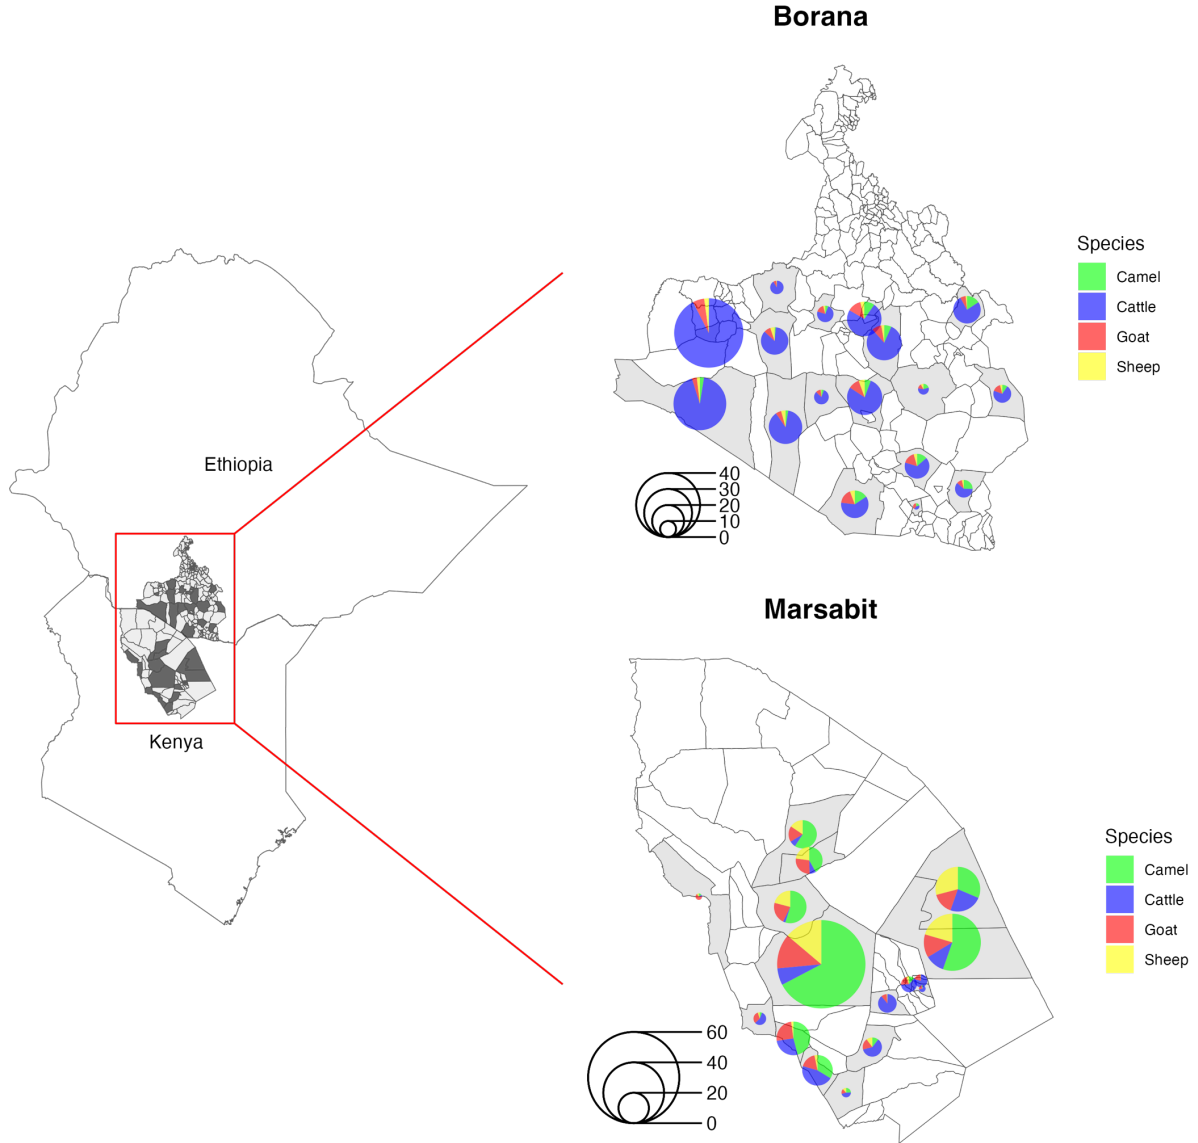 Borana
Species
Camel
Cattle
Goat
Sheep
Ethiopia
40
30
20
10
0
Marsabit
Kenya
Species
Camel
Cattle
Goat
Sheep
60
40
20
0